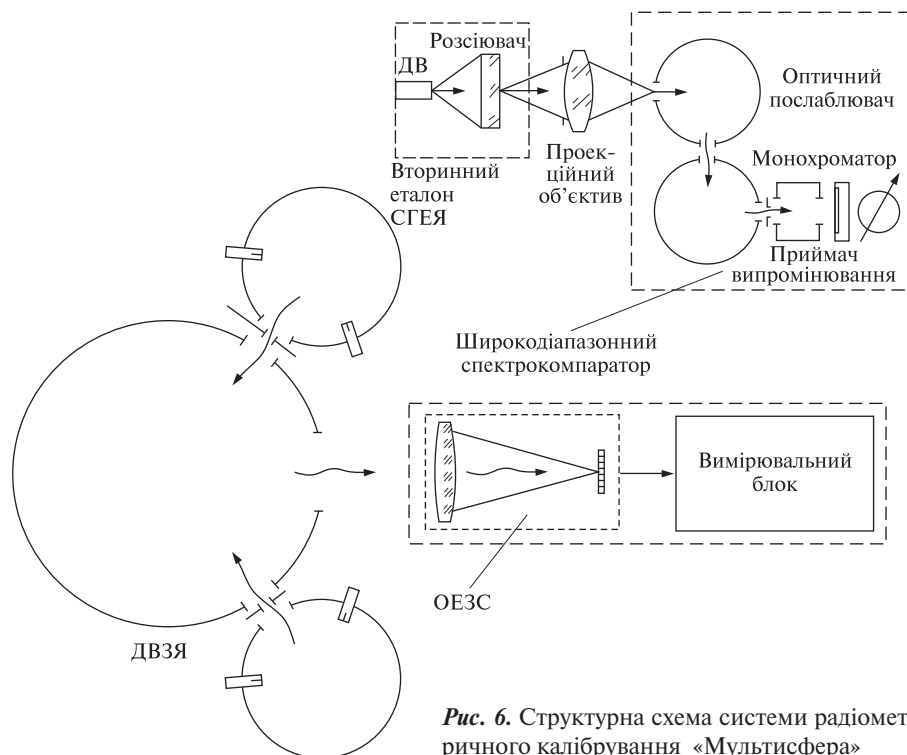 Розсіювач
ДВ
Оптичний
послаблювач
Вторинний
еталон
СГЕЯ
Проек-
ційний
об’єктив
Монохроматор
Приймач
випромінювання
Широкодіапазонний
спектрокомпаратор
Вимірювальний
блок
ОЕЗС
ДВЗЯ
Рис. 6. Структурна схема системи радіомет-
ричного калібрування «Мультисфера»